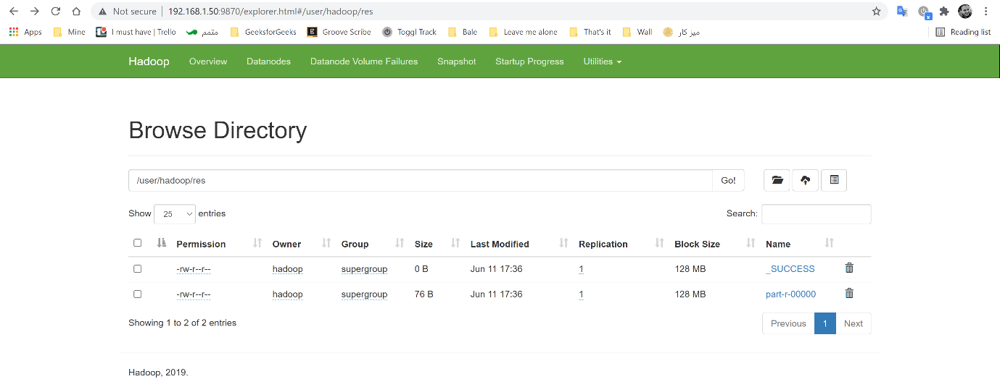 Not secure 192.168.1.50:9870/explorer.html#/user/hadoop/res
Apps Mine I must have | Trello متمم GeeksforGeeks Groove Scribe Toggl Track Bale Leave me alone That's it Wall میز کار Reading list
Hadoop Overview Datanodes Datanode Volume Failures Snapshot Startup Progress Utilities
Browse Directory
/user/hadoop/res Go!
Show 25 entries Search:
Permission Owner Group Size Last Modified Replication Block Size Name
-rw-r--r-- hadoop supergroup 0 B Jun 11 17:36 1 128 MB _SUCCESS
-rw-r--r-- hadoop supergroup 76 B Jun 11 17:36 1 128 MB part-r-00000
Showing 1 to 2 of 2 entries Previous 1 Next
Hadoop, 2019.